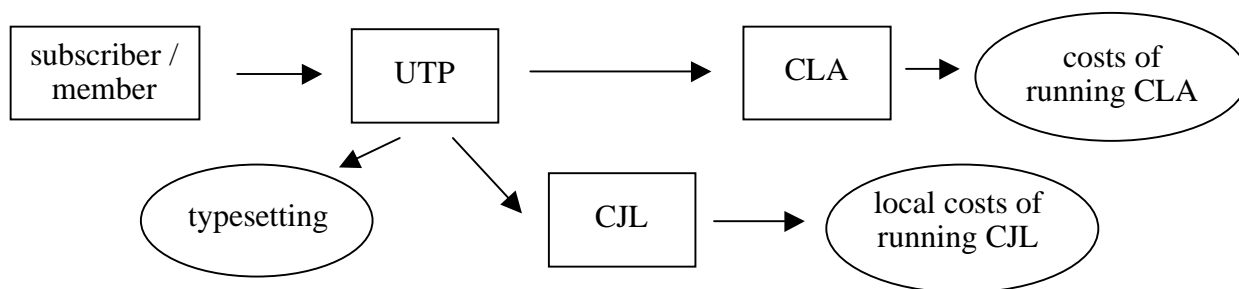 subscriber /
member
UTP
CLA
costs of
running CLA
typesetting
CJL
local costs of
running CJL